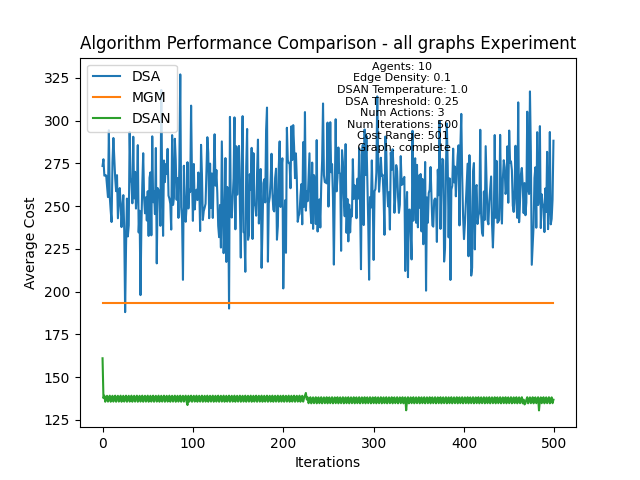 Algorithm Performance Comparison - all graphs Experiment
DSA
MGM
DSAN
Agents: 10
Edge Density: 0.1
DSAN Temperature: 1.0
DSA Threshold: 0.25
Num Actions: 3
Num Iterations: 500
Cost Range: 501
Graph: complete
Average Cost
325
300
275
250
225
200
175
150
125
0
100
200
300
400
500
Iterations